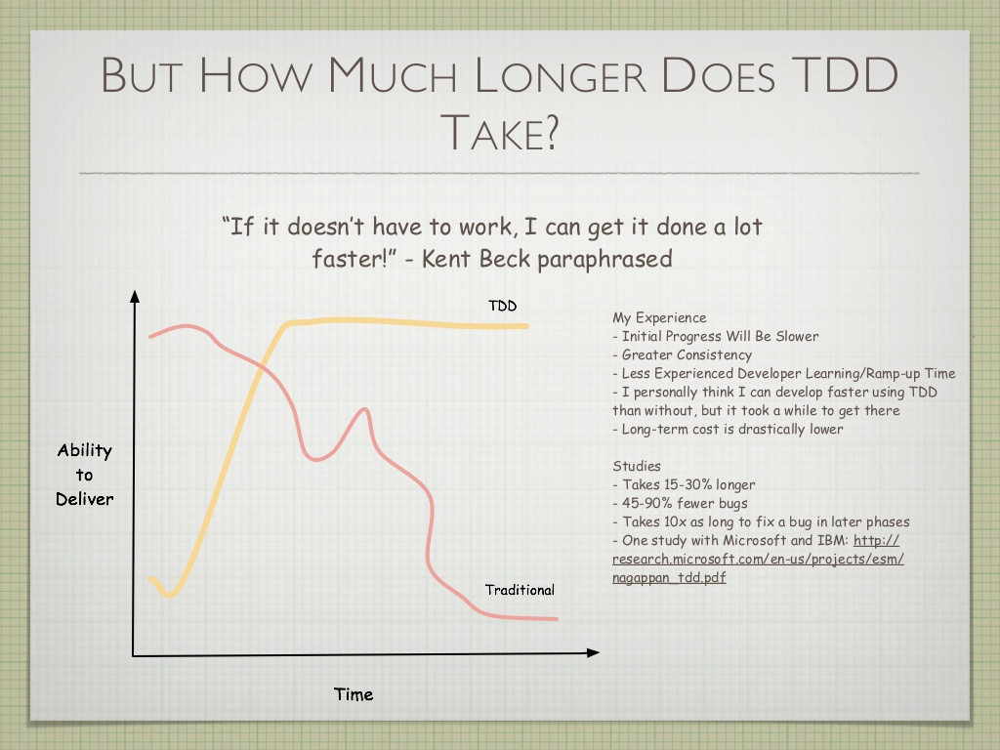 But How Much Longer Does TDD
Take?
“If it doesn’t have to work, I can get it done a lot
faster!” - Kent Beck paraphrased
TDD
Ability
to
Deliver
Traditional
Time
My Experience
- Initial Progress Will Be Slower
- Greater Consistency
- Less Experienced Developer Learning/Ramp-up Time
- I personally think I can develop faster using TDD
than without, but it took a while to get there
- Long-term cost is drastically lower
Studies
- Takes 15-30% longer
- 45-90% fewer bugs
- Takes 10x as long to fix a bug in later phases
- One study with Microsoft and IBM: http://
research.microsoft.com/en-us/projects/esm/
nagappan_tdd.pdf